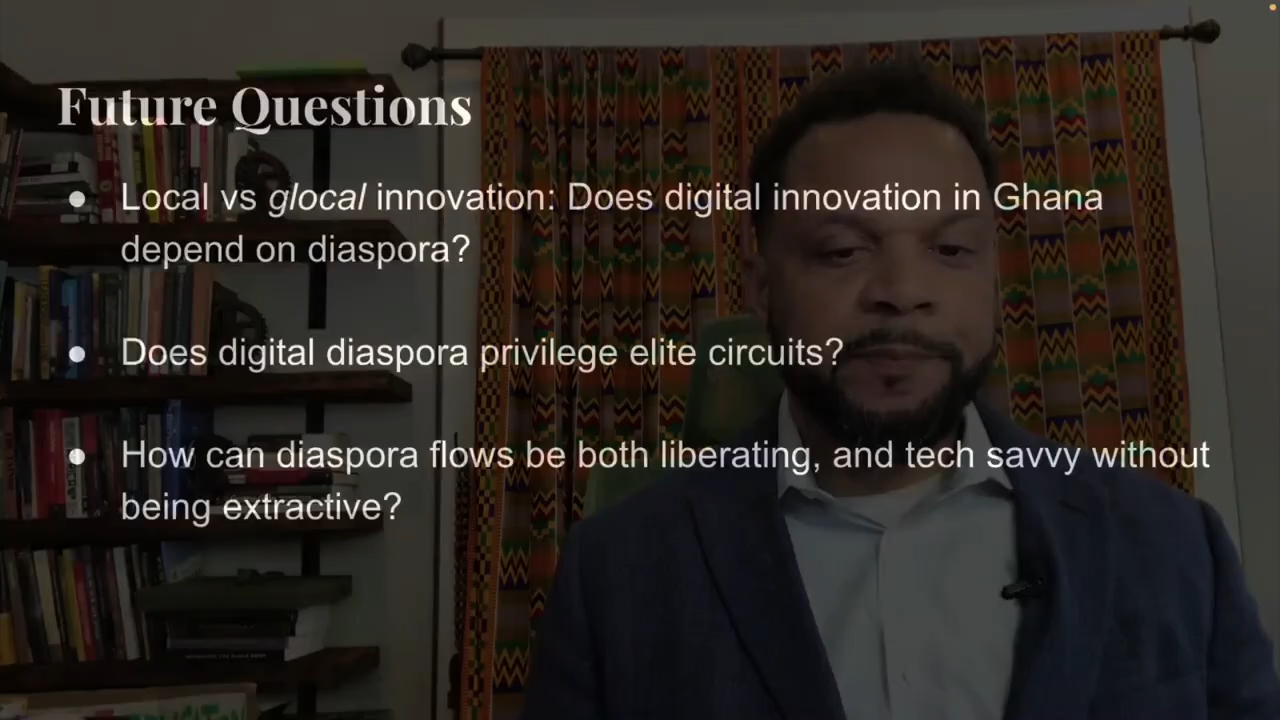 Future Questions
● Local vs glocal innovation: Does digital innovation in Ghana
depend on diaspora?
● Does digital diaspora privilege elite circuits?
● How can diaspora flows be both liberating, and tech savvy without
being extractive?